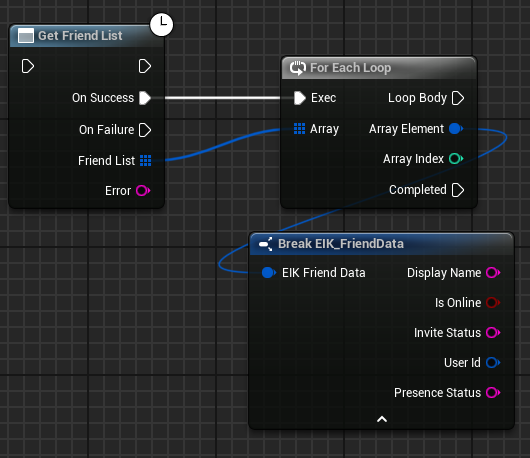 Get Friend List
On Success
On Failure
Friend List
Error
For Each Loop
Exec
Loop Body
Array
Array Element
Array Index
Completed
Break EIK_FriendData
EIK Friend Data
Display Name
Is Online
Invite Status
User Id
Presence Status